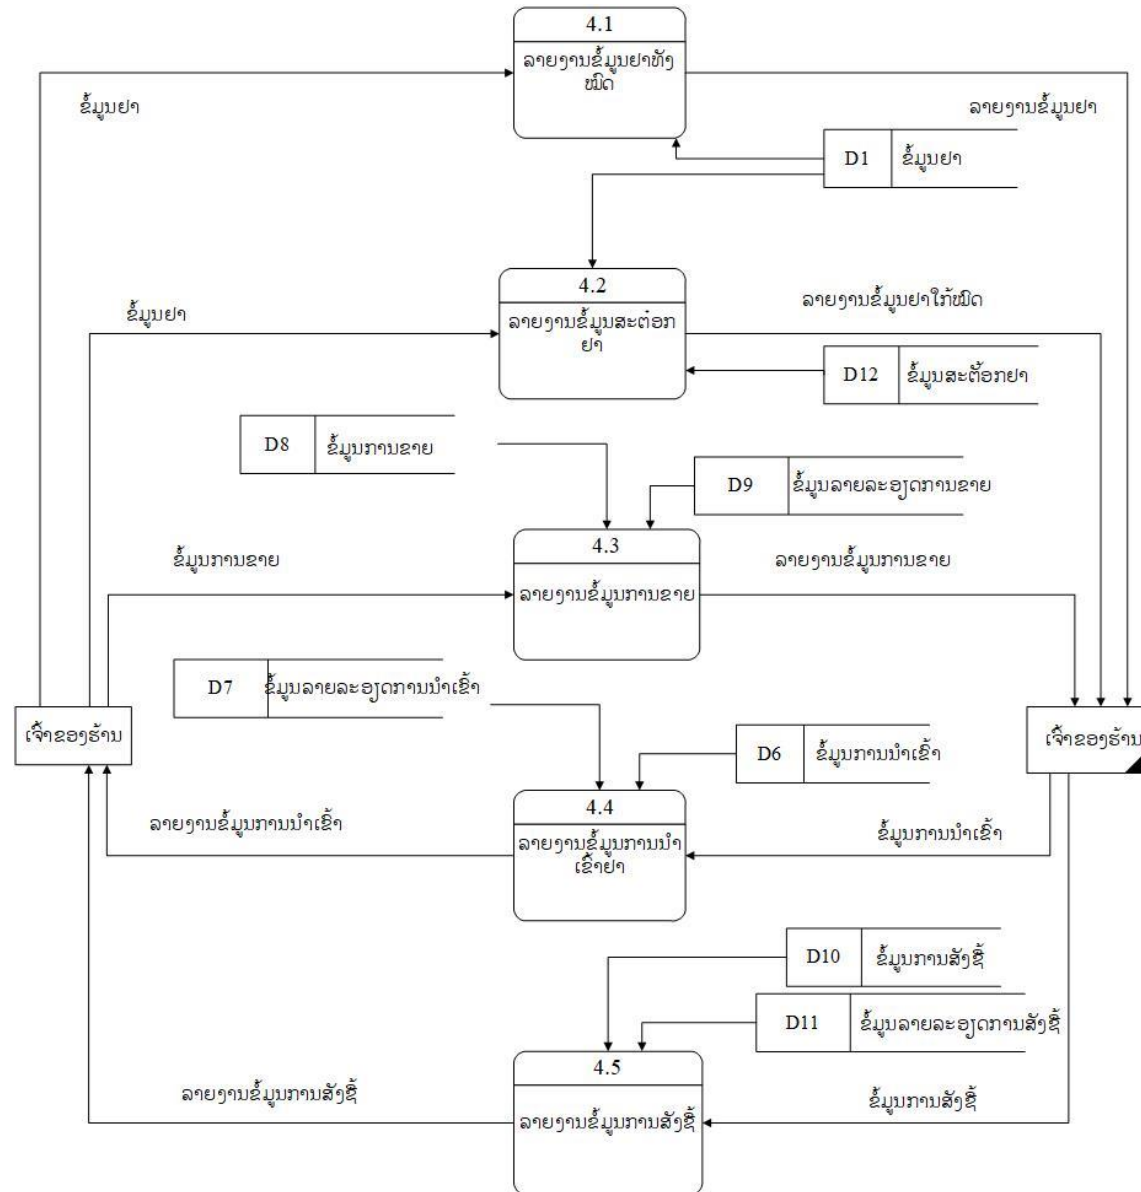 4.1
ລາຍງານຂໍ້ມູນຢາທັງ
ໝົດ
ຂໍ້ມູນຢາ
ລາຍງານຂໍ້ມູນຢາ
D1
ຂໍ້ມູນຢາ
4.2
ລາຍງານຂໍ້ມູນສະຕ໋ອກ
ຢາ
ຂໍ້ມູນຢາ
ລາຍງານຂໍ້ມູນຢາໃກ້ໝົດ
D12
ຂໍ້ມູນສະຕັອກຢາ
D8
ຂໍ້ມູນການຂາຍ
D9
ຂໍ້ມູນລາຍລະອຽດການຂາຍ
4.3
ລາຍງານຂໍ້ມູນການຂາຍ
ຂໍ້ມູນການຂາຍ
ລາຍງານຂໍ້ມູນການຂາຍ
D7
ຂໍ້ມູນລາຍລະອຽດການນຳເຂົ້າ
ເຈົ້າຂອງຮ້ານ
ເຈົ້າຂອງຮ້ານ
D6
ຂໍ້ມູນການນຳເຂົ້າ
4.4
ລາຍງານຂໍ້ມູນການນຳ
ເຂົ້າຢາ
ລາຍງານຂໍ້ມູນການນຳເຂົ້າ
ຂໍ້ມູນການນຳເຂົ້າ
D10
ຂໍ້ມູນການສັ່ງຊື້
D11
ຂໍ້ມູນລາຍລະອຽດການສັ່ງຊື້
4.5
ລາຍງານຂໍ້ມູນການສັ່ງຊື້
ລາຍງານຂໍ້ມູນການສັ່ງຊື້
ຂໍ້ມູນການສັ່ງຊື້